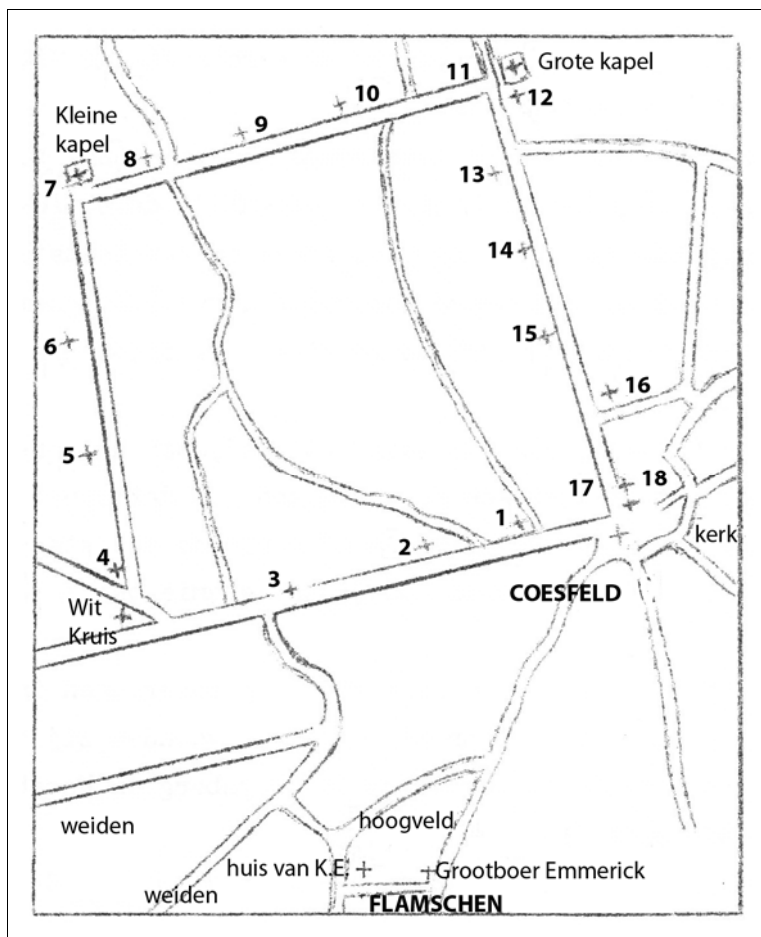 11
Grote kapel
10
12
Kleine
kapel
9
8
7
13
14
6
15
16
5
17
18
1
kerk
2
4
3
COESFELD
Wit
Kruis
weiden
hoogveld
huis van K.E.
Grootboer Emmerick
weiden
FLAMSCHEN